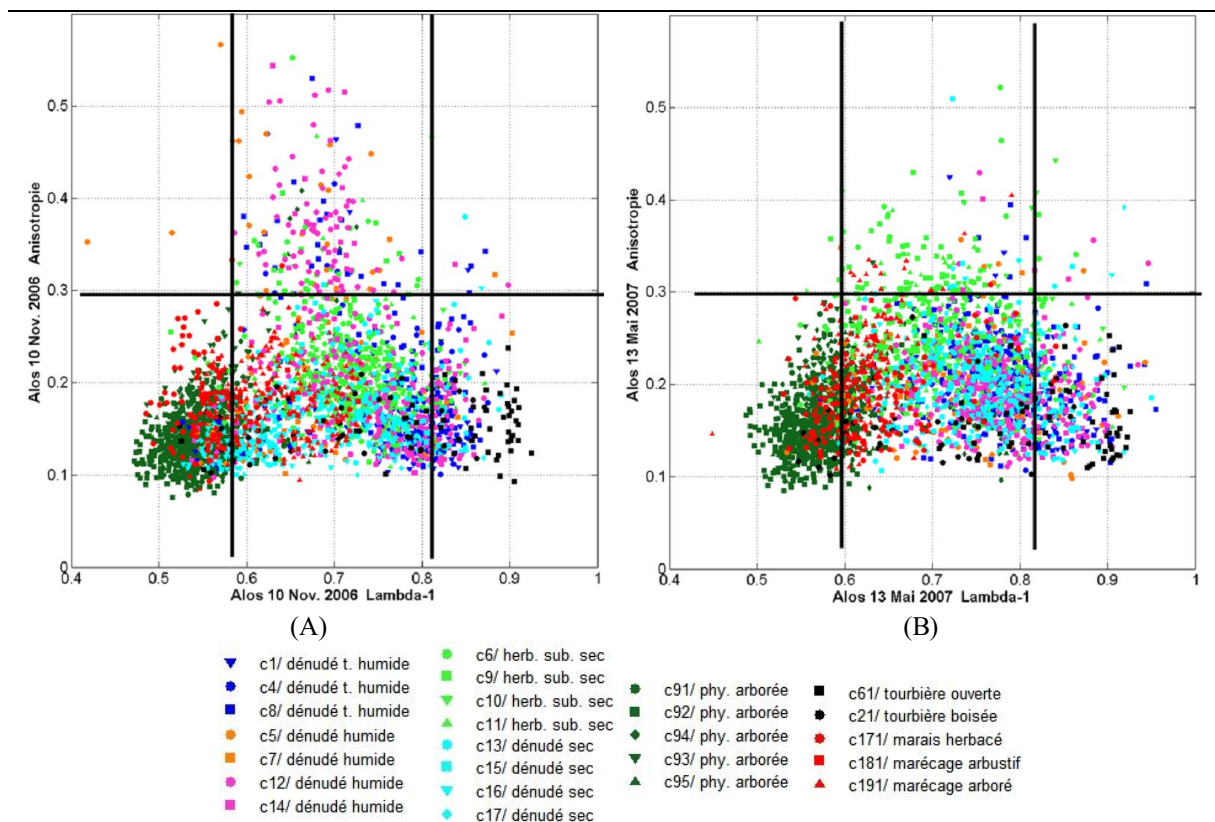 0.5
0.4
0.3
0.2
0.1
0
Alos 10 Nov. 2006 Anisotropie
0.4 0.5 0.6 0.7 0.8 0.9 1
Alos 10 Nov. 2006 Lambda-1
(A)
0.5
0.4
0.3
0.2
0.1
0
Alos 13 Mai 2007 Anisotropie
0.4 0.5 0.6 0.7 0.8 0.9 1
Alos 13 Mai 2007 Lambda-1
(B)
c1/ dénudé t. humide
c4/ dénudé t. humide
c8/ dénudé t. humide
c5/ dénudé humide
c7/ dénudé humide
c12/ dénudé humide
c14/ dénudé humide
c6/ herb. sub. sec
c9/ herb. sub. sec
c10/ herb. sub. sec
c11/ herb. sub. sec
c13/ dénudé sec
c15/ dénudé sec
c16/ dénudé sec
c17/ dénudé sec
c91/ phy. arborée
c92/ phy. arborée
c94/ phy. arborée
c93/ phy. arborée
c95/ phy. arborée
c61/ tourbière ouverte
c21/ tourbière boisée
c171/ marais herbacé
c181/ marécage arbustif
c191/ marécage arboré